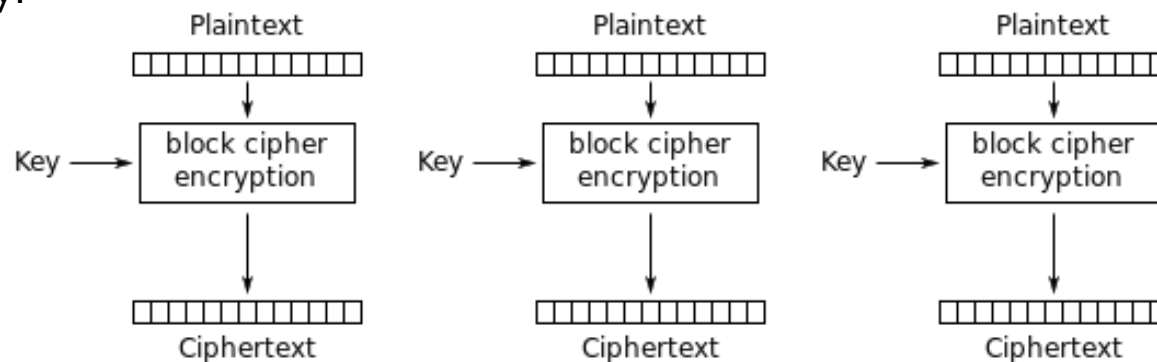 y.
Plaintext Plaintext Plaintext
block cipher block cipher block cipher
Key Key Key
encryption encryption encryption
Ciphertext Ciphertext Ciphertext